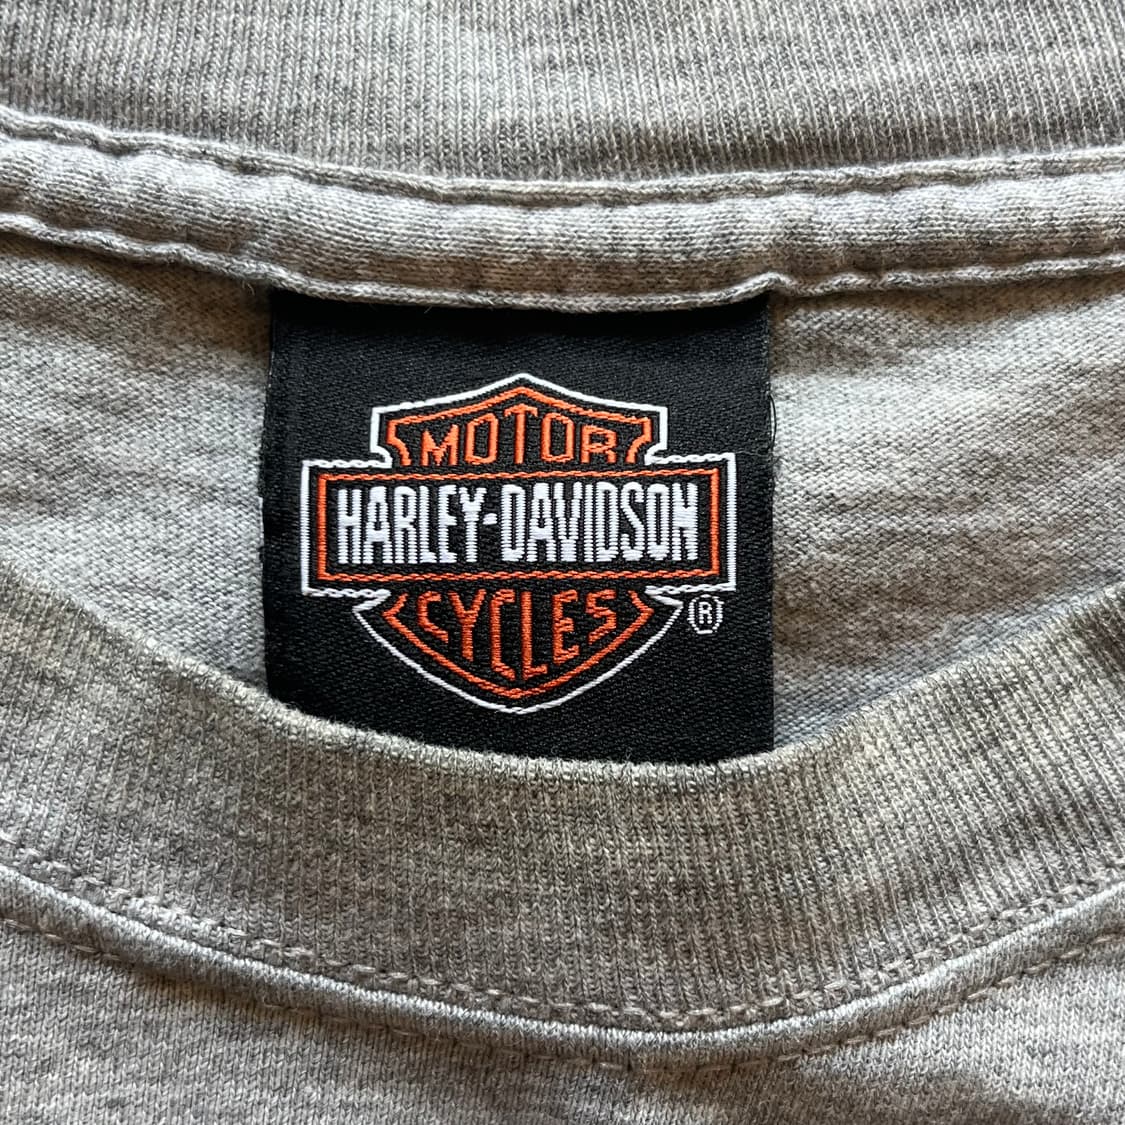 MOTOR
HARLEY-DAVIDSON
CYCLES
®